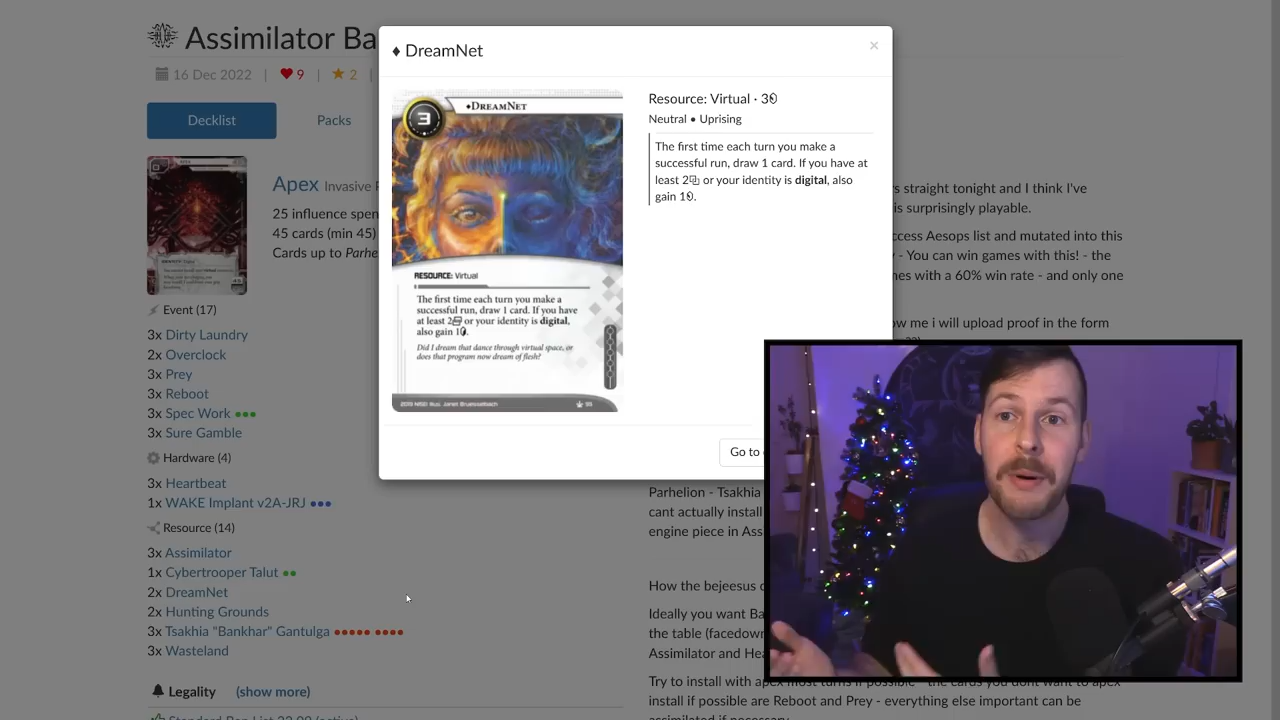 Assimilator Ba
16 Dec 2022 | 9 | 2 |
Decklist
Packs
Apex Invasive
25 influence spen
45 cards (min 45)
Cards up to Parhe
Event (17)
3x Dirty Laundry
2x Overclock
3x Prey
3x Reboot
3x Spec Work
3x Sure Gamble
Hardware (4)
3x Heartbeat
1x WAKE Implant v2A-JRJ
Resource (14)
3x Assimilator
1x Cybertrooper Talut
2x DreamNet
2x Hunting Grounds
3x Tsakhia "Bankhar" Gantulga
3x Wasteland
Legality (show more)
♦ DreamNet
×
3
♦DREAMNET
RESOURCE: Virtual
The first time each turn you make a
successful run, draw 1 card. If you have
at least 2 or your identity is digital,
also gain 1.
Did I dream that dance through virtual space, or
does that program now dream of flesh?
Resource: Virtual · 3
Neutral • Uprising
The first time each turn you make a
successful run, draw 1 card. If you have at
least 2 or your identity is digital, also
gain 1.
Go to
s straight tonight and I think I've
is surprisingly playable.
ccess Aesops list and mutated into this
- You can win games with this! - the
nes with a 60% win rate - and only one
ow me i will upload proof in the form
Parhelion - Tsakhia
cant actually install
engine piece in Ass
How the bejeesus
Ideally you want Ba
the table (facedown
Assimilator and Hea
Try to install with apex most turns if possible - the cards you dont want to apex
install if possible are Reboot and Prey - everything else important can be
assimilated if necessary